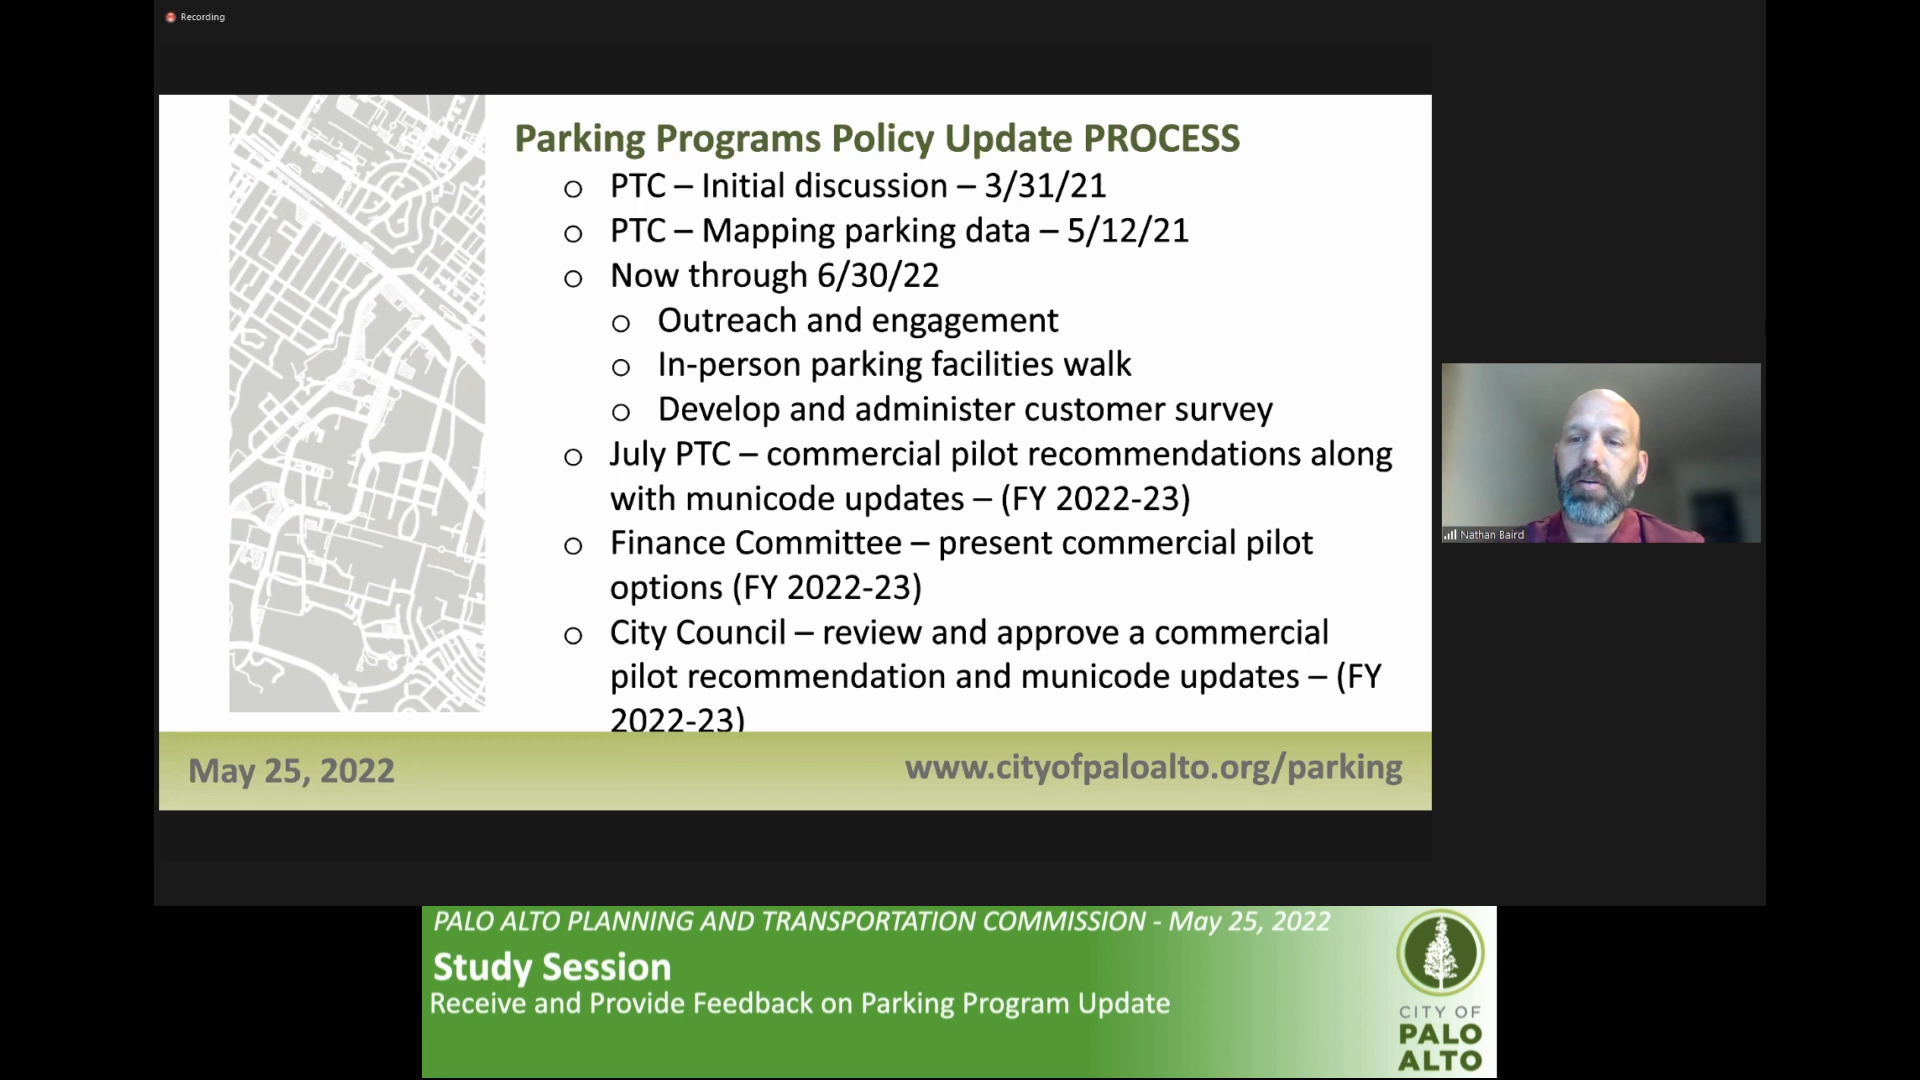 Recording
Parking Programs Policy Update PROCESS
o PTC – Initial discussion – 3/31/21
o PTC – Mapping parking data – 5/12/21
o Now through 6/30/22
o Outreach and engagement
o In-person parking facilities walk
o Develop and administer customer survey
o July PTC – commercial pilot recommendations along
with municode updates – (FY 2022-23)
o Finance Committee – present commercial pilot
options (FY 2022-23)
o City Council – review and approve a commercial
pilot recommendation and municode updates – (FY
2022-23)
May 25, 2022
www.cityofpaloalto.org/parking
Nathan Baird
PALO ALTO PLANNING AND TRANSPORTATION COMMISSION - May 25, 2022
Study Session
Receive and Provide Feedback on Parking Program Update
CITY OF
PALO
ALTO